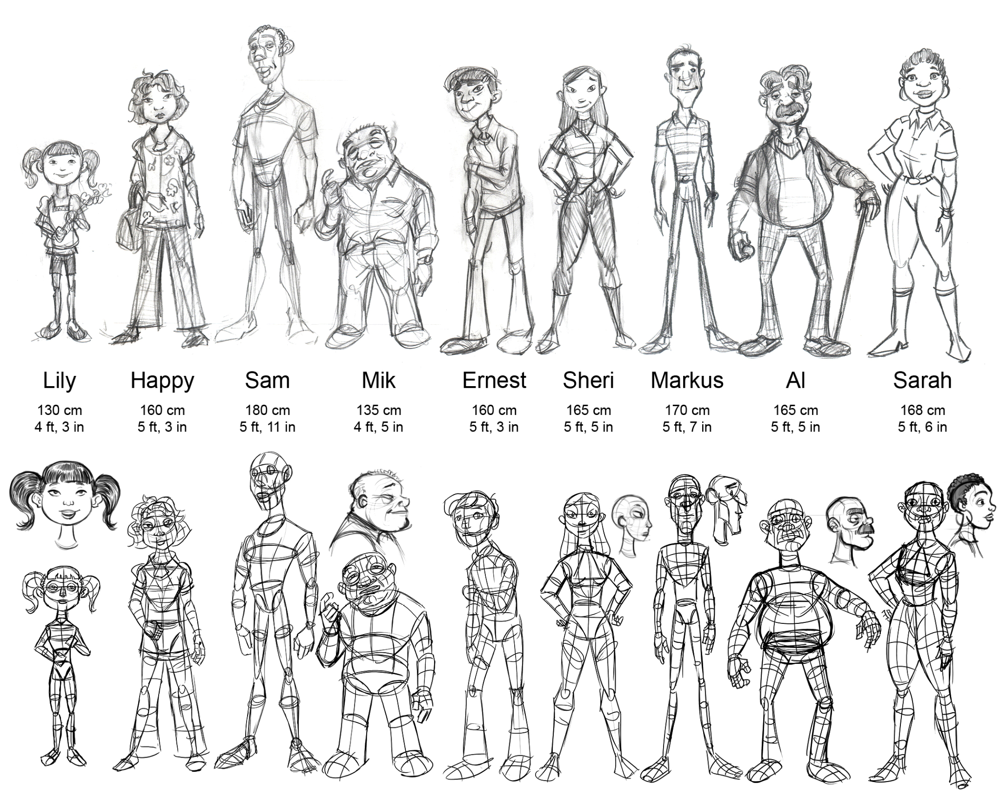 Lily Happy Sam Mik Ernest Sheri Markus Al Sarah
130 cm 160 cm 180 cm 135 cm 160 cm 165 cm 170 cm 165 cm 168 cm
4 ft, 3 in 5 ft, 3 in 5 ft, 11 in 4 ft, 5 in 5 ft, 3 in 5 ft, 5 in 5 ft, 7 in 5 ft, 5 in 5 ft, 6 in